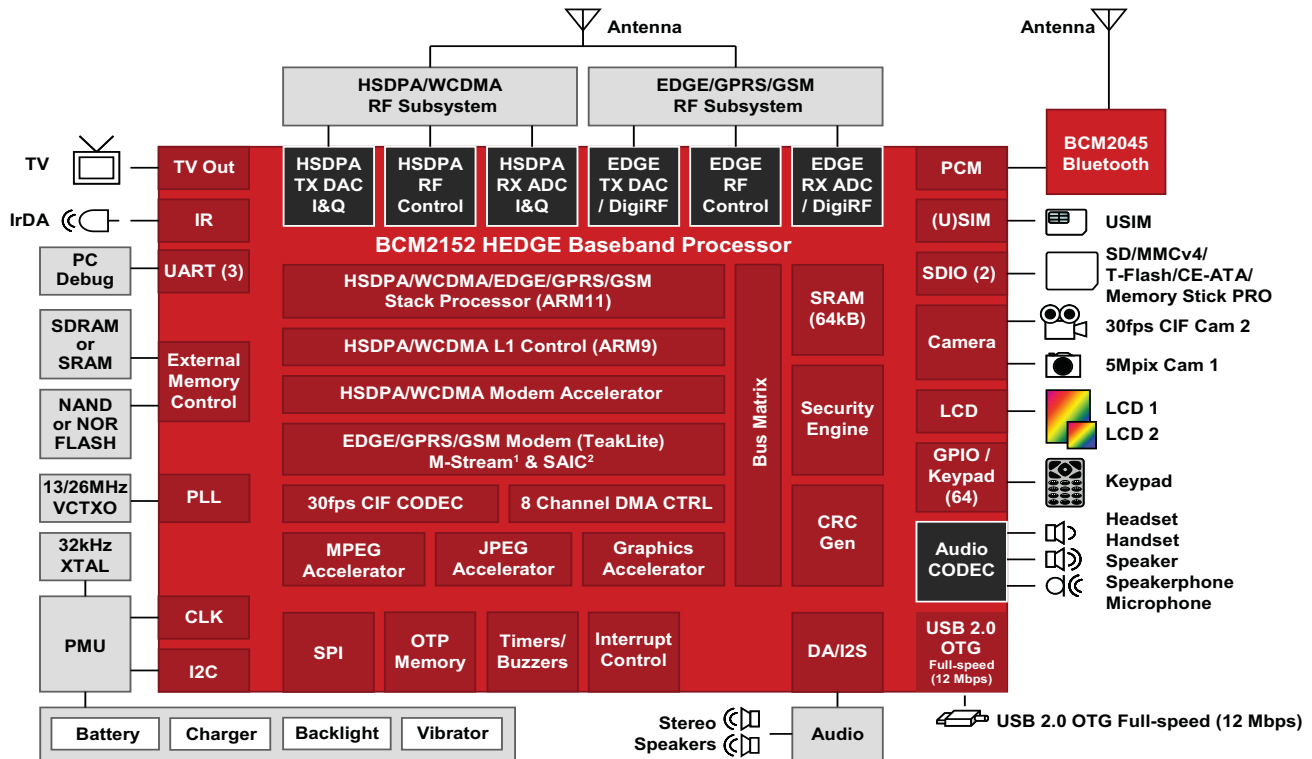 Antenna
Antenna
HSDPA/WCDMA
RF Subsystem
EDGE/GPRS/GSM
RF Subsystem
BCM2045
Bluetooth
TV
TV Out
HSDPA
TX DAC
I&Q
HSDPA
RF
Control
HSDPA
RX ADC
I&Q
EDGE
TX DAC
/ DigiRF
EDGE
RF
Control
EDGE
RX ADC
/ DigiRF
PCM
IrDA
IR
(U)SIM
USIM
BCM2152 HEDGE Baseband Processor
PC
Debug
UART (3)
SDIO (2)
SD/MMCv4/
T-Flash/CE-ATA/
Memory Stick PRO
HSDPA/WCDMA/EDGE/GPRS/GSM
Stack Processor (ARM11)
SRAM
(64kB)
SDRAM
or
SRAM
External
Memory
Control
HSDPA/WCDMA L1 Control (ARM9)
Camera
30fps CIF Cam 2
5Mpix Cam 1
HSDPA/WCDMA Modem Accelerator
Bus Matrix
Security
Engine
NAND
or NOR
FLASH
LCD
LCD 1
LCD 2
EDGE/GPRS/GSM Modem (TeakLite)
M-Stream¹ & SAIC²
GPIO /
Keypad
(64)
Keypad
13/26MHz
VCTXO
PLL
30fps CIF CODEC
8 Channel DMA CTRL
CRC
Gen
32kHz
XTAL
MPEG
Accelerator
JPEG
Accelerator
Graphics
Accelerator
Audio
CODEC
Headset
Handset
Speaker
Speakerphone
Microphone
PMU
CLK
I2C
SPI
OTP
Memory
Timers/
Buzzers
Interrupt
Control
DA/I2S
USB 2.0
OTG
Full-speed
(12 Mbps)
Battery
Charger
Backlight
Vibrator
Stereo
Speakers
Audio
USB 2.0 OTG Full-speed (12 Mbps)